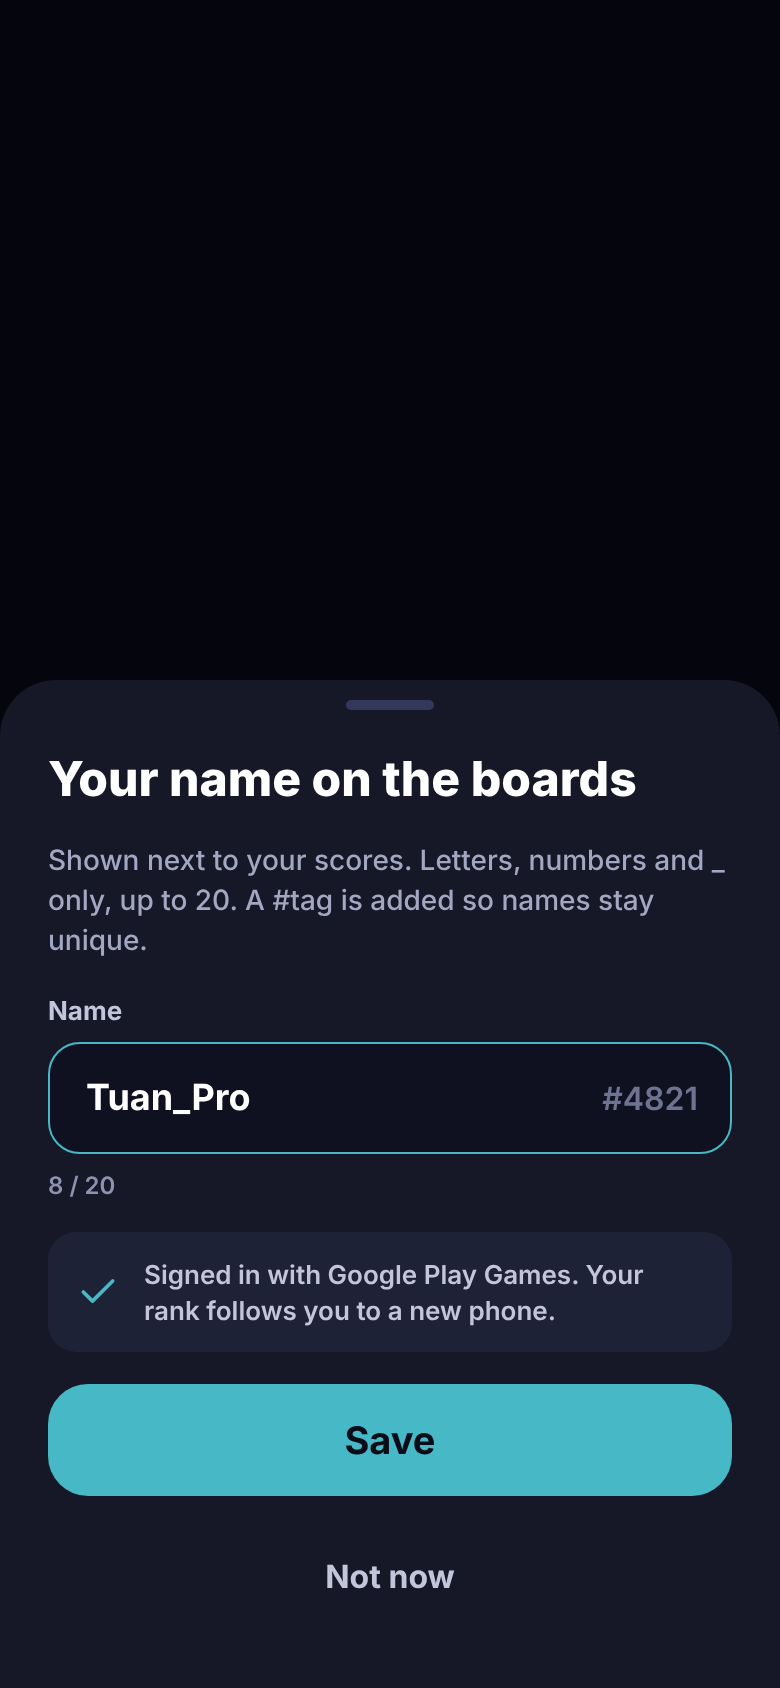 Your name on the boards
Shown next to your scores. Letters, numbers and _
only, up to 20. A #tag is added so names stay
unique.
Name
Tuan_Pro #4821
8 / 20
Signed in with Google Play Games. Your
rank follows you to a new phone.
Save
Not now